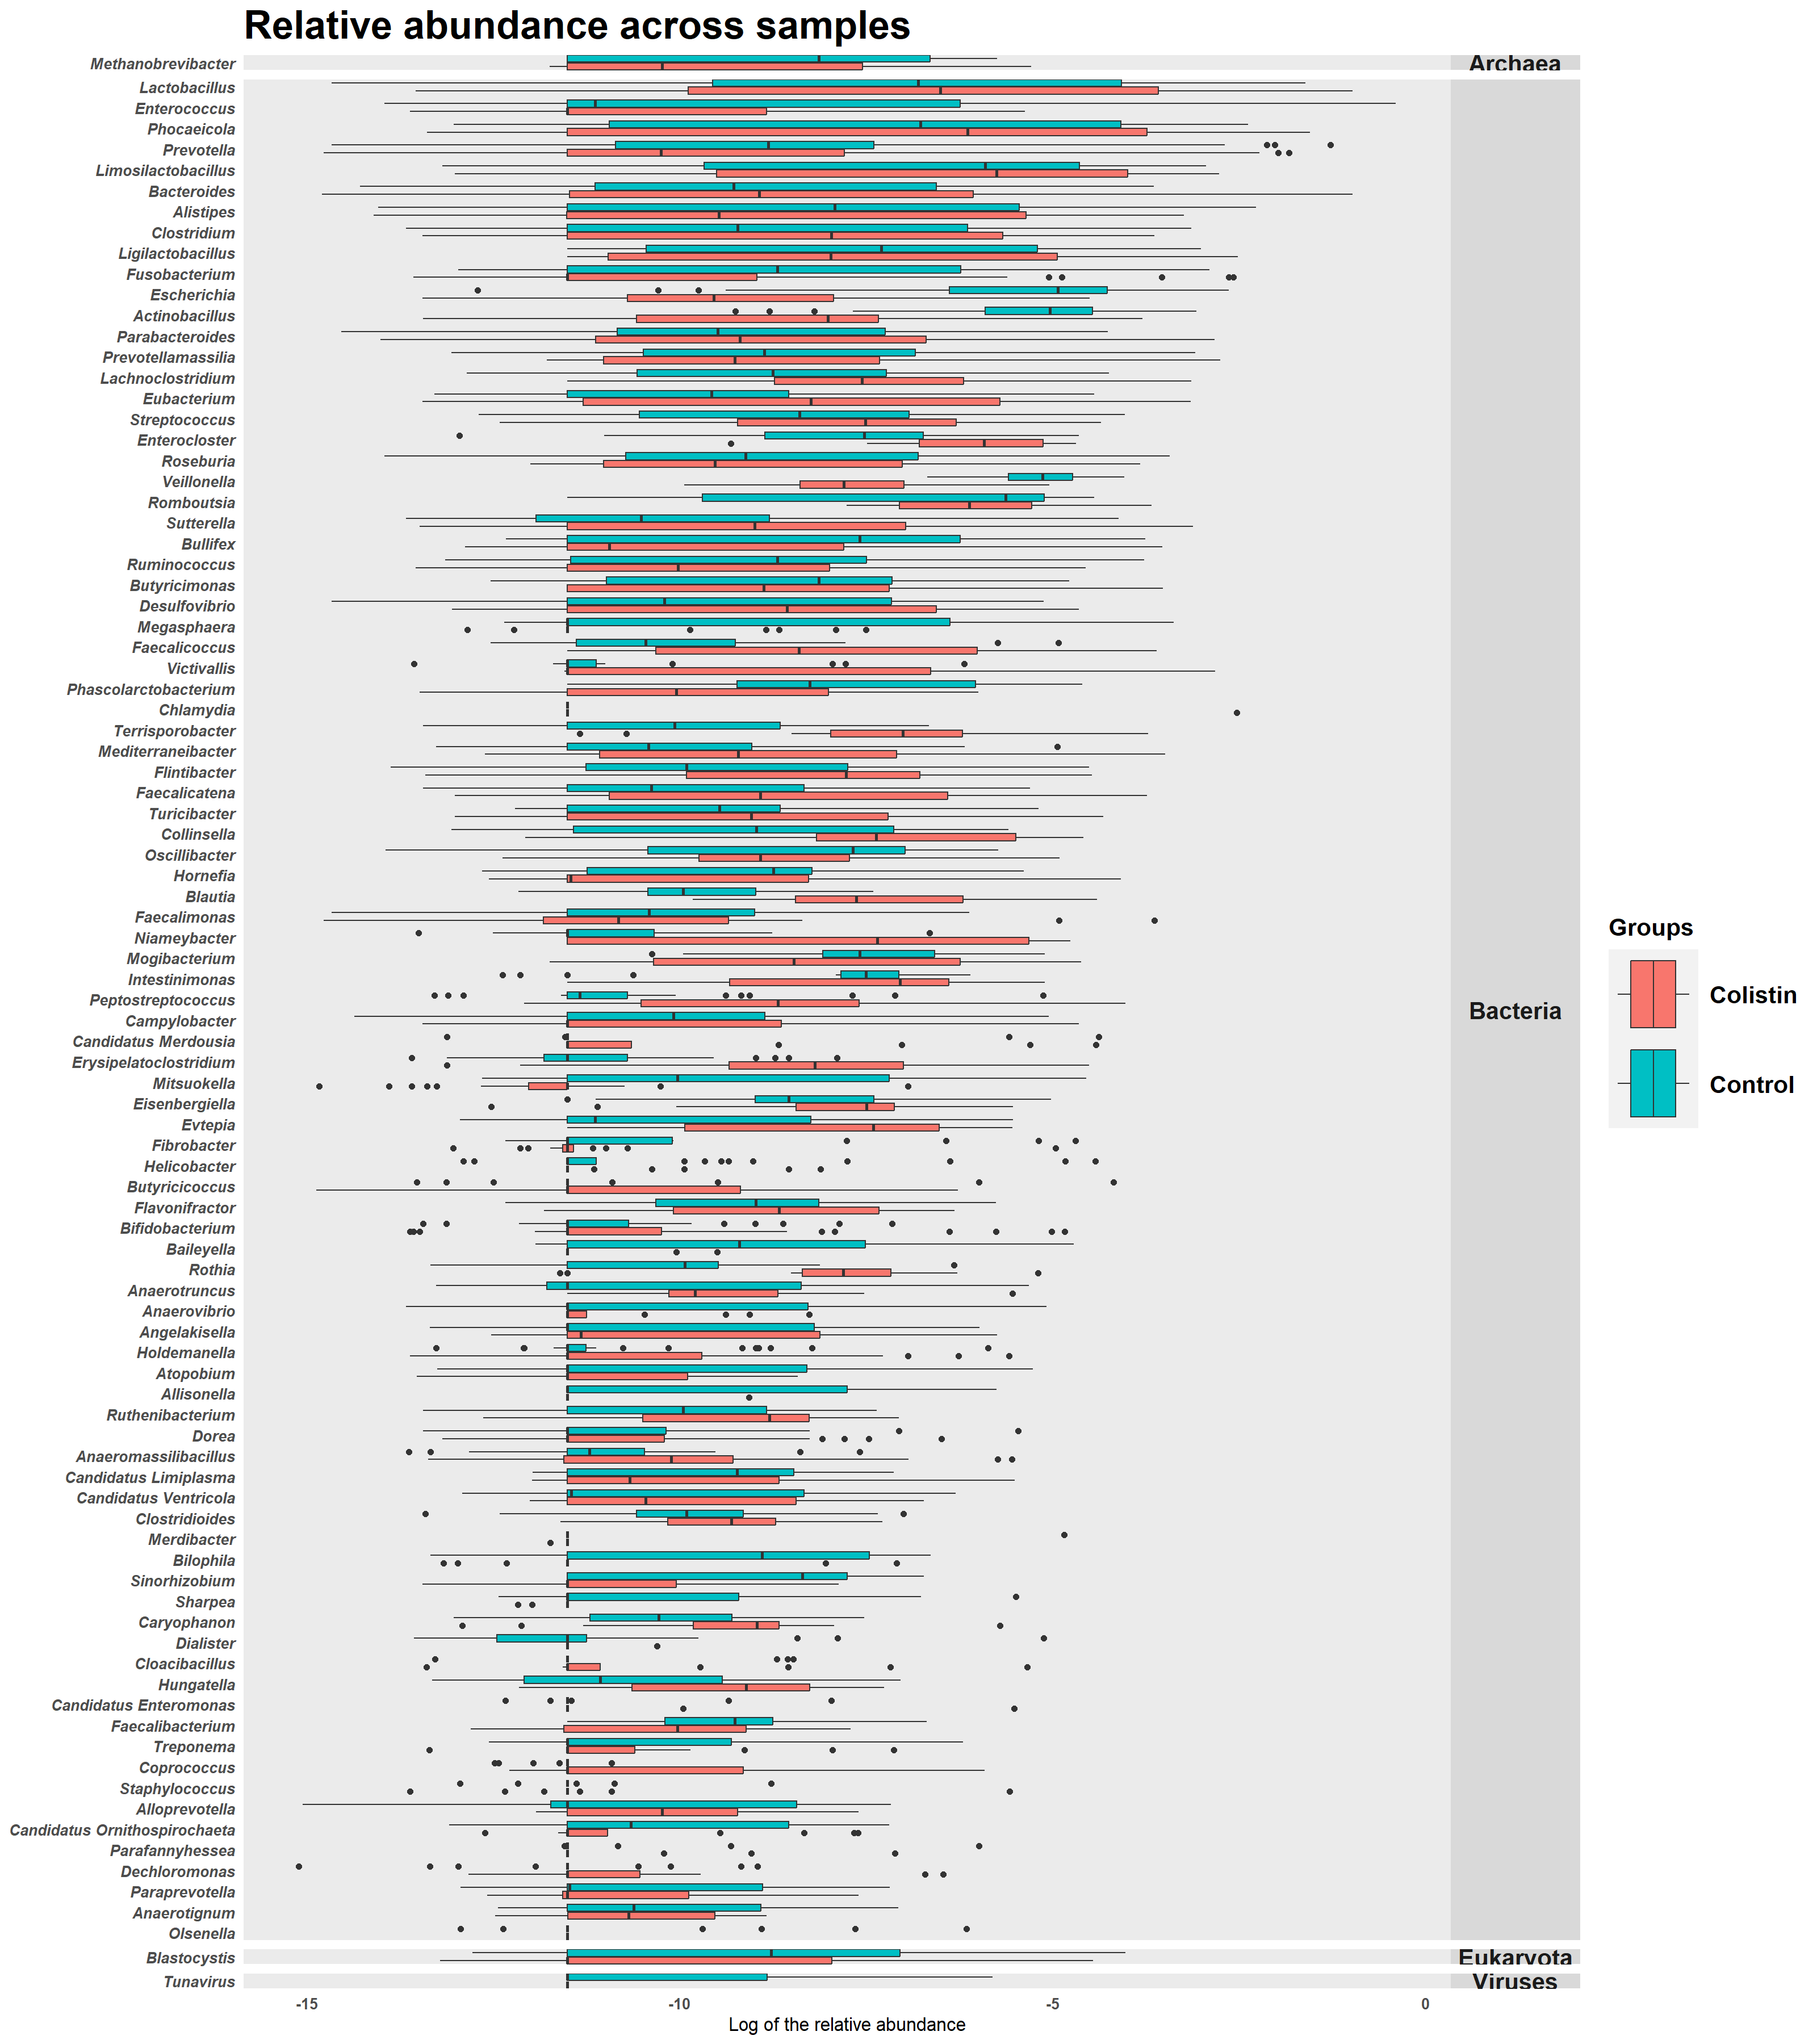 Relative abundance across samples
Methanobrevibacter
Archaea
Lactobacillus
Enterococcus
Phocaeicola
Prevotella
Limosilactobacillus
Bacteroides
Alistipes
Clostridium
Ligilactobacillus
Fusobacterium
Escherichia
Actinobacillus
Parabacteroides
Prevotellamassilia
Lachnoclostridium
Eubacterium
Streptococcus
Enterocloster
Roseburia
Veillonella
Romboutsia
Sutterella
Bullifex
Ruminococcus
Butyricimonas
Desulfovibrio
Megasphaera
Faecalicoccus
Victivallis
Phascolarctobacterium
Chlamydia
Terrisporobacter
Mediterraneibacter
Flintibacter
Faecalicatena
Turicibacter
Collinsella
Oscillibacter
Hornefia
Blautia
Faecalimonas
Niameybacter
Mogibacterium
Intestinimonas
Peptostreptococcus
Campylobacter
Candidatus Merdousia
Erysipelatoclostridium
Mitsuokella
Eisenbergiella
Evtepia
Fibrobacter
Helicobacter
Butyricicoccus
Flavonifractor
Bifidobacterium
Baileyella
Rothia
Anaerotruncus
Anaerovibrio
Angelakisella
Holdemanella
Atopobium
Allisonella
Ruthenibacterium
Dorea
Anaeromassilibacillus
Candidatus Limiplasma
Candidatus Ventricola
Clostridioides
Merdibacter
Bilophila
Sinorhizobium
Sharpea
Caryophanon
Dialister
Cloacibacillus
Hungatella
Candidatus Enteromonas
Faecalibacterium
Treponema
Coprococcus
Staphylococcus
Alloprevotella
Candidatus Ornithospirochaeta
Parafannyhessea
Dechloromonas
Paraprevotella
Anaerotignum
Olsenella
Bacteria
Blastocystis
Eukaryota
Tunavirus
Viruses
-15 -10 -5 0
Log of the relative abundance
Groups
Colistin
Control